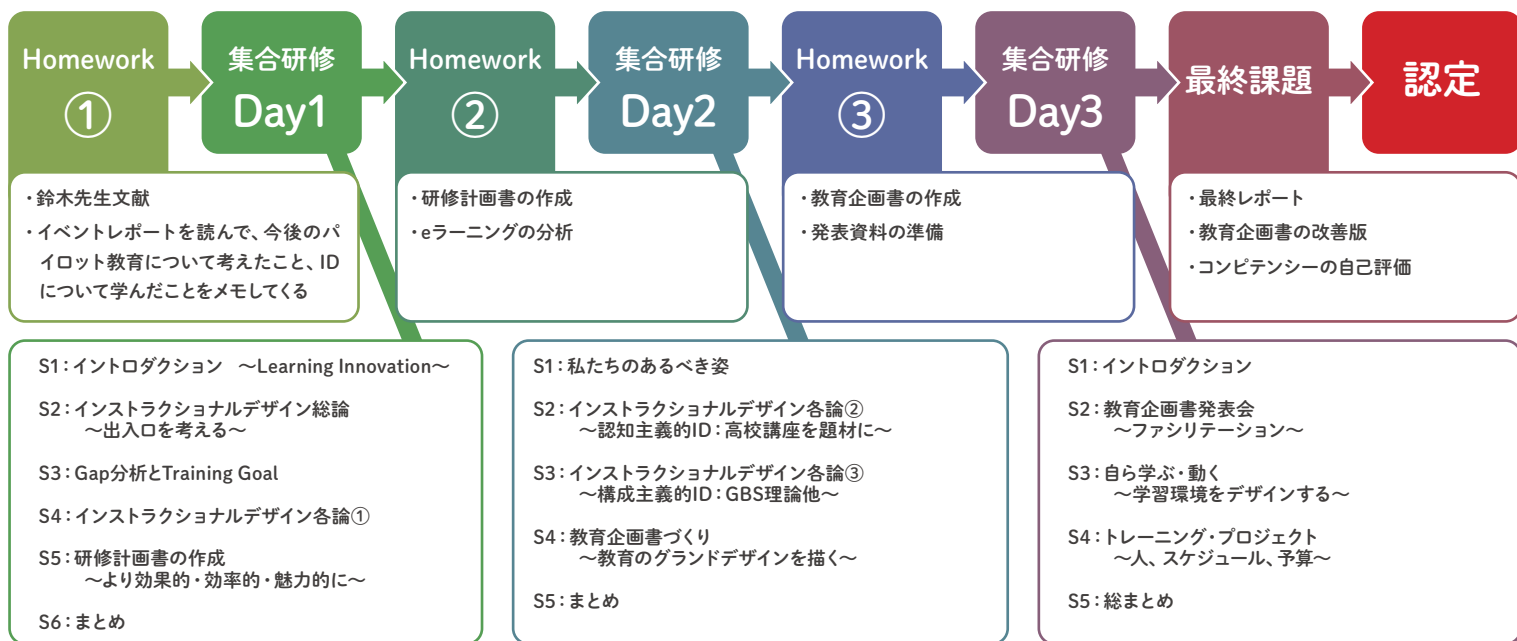 Homework
①
集合研修
Day1
Homework
②
集合研修
Day2
Homework
③
集合研修
Day3
最終課題
認定
・鈴木先生文献
・イベントレポートを読んで、今後のパ
イロット教育について考えたこと、ID
について学んだことをメモしてくる
・研修計画書の作成
・eラーニングの分析
・教育企画書の作成
・発表資料の準備
・最終レポート
・教育企画書の改善版
・コンピテンシーの自己評価
S1：イントロダクション　～Learning Innovation～
S2：インストラクショナルデザイン総論
～出入口を考える～
S3：Gap分析とTraining Goal
S4：インストラクショナルデザイン各論①
S5：研修計画書の作成
～より効果的・効率的・魅力的に～
S6：まとめ
S1：私たちのあるべき姿
S2：インストラクショナルデザイン各論②
～認知主義的ID：高校講座を題材に～
S3：インストラクショナルデザイン各論③
～構成主義的ID：GBS理論他～
S4：教育企画書づくり
～教育のグランドデザインを描く～
S5：まとめ
S1：イントロダクション
S2：教育企画書発表会
～ファシリテーション～
S3：自ら学ぶ・動く
～学習環境をデザインする～
S4：トレーニング・プロジェクト
～人、スケジュール、予算～
S5：総まとめ